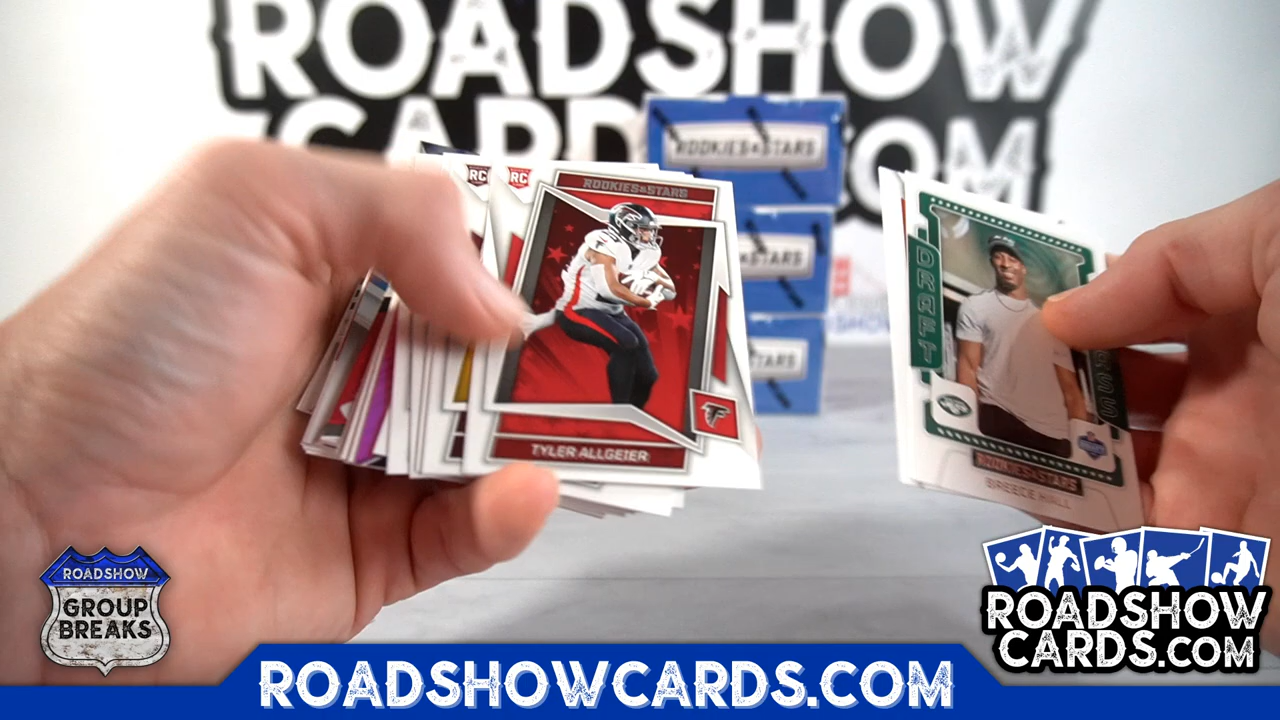 ROADSHOW
CARDS.COM
ROOKIES & STARS
STARS
STARS
RC
RC
ROOKIES & STARS
TYLER ALLGEIER
DRAFT
ROOKIES & STARS
BREECE HALL
ROADSHOW
GROUP
BREAKS
ROADSHOWCARDS.COM
ROADSHOW
CARDS.COM